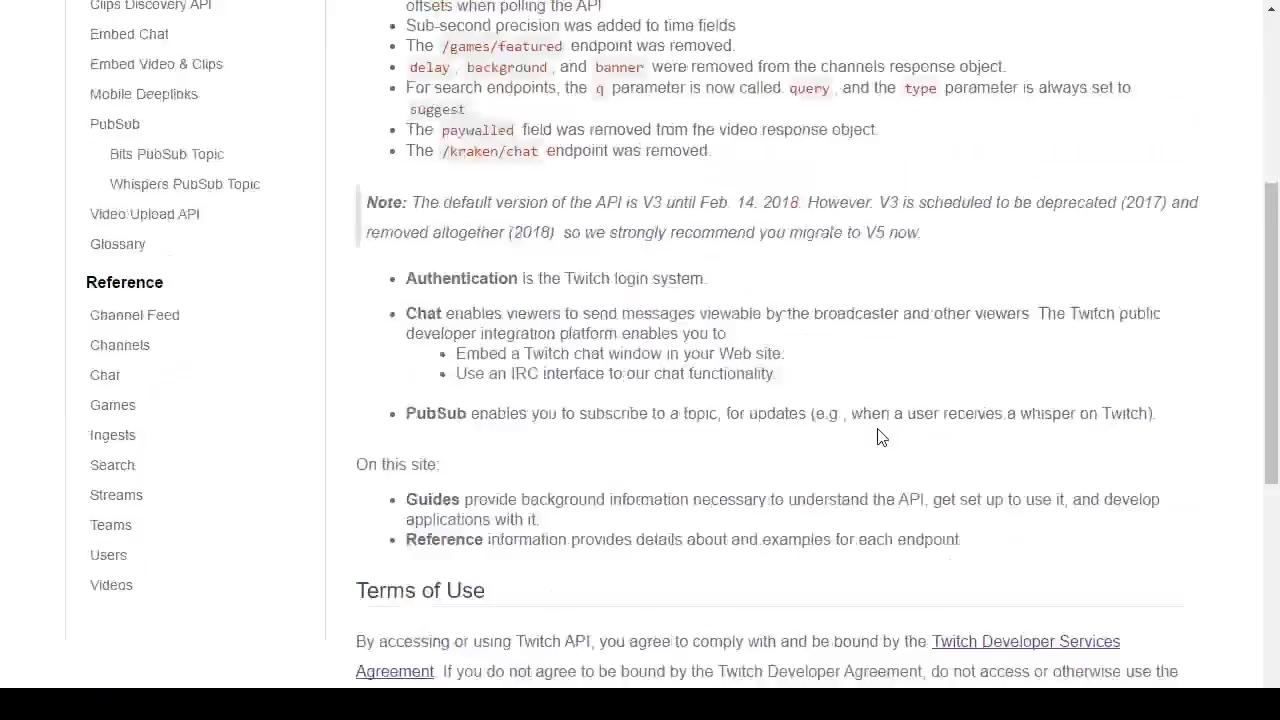 Clips Discovery API
Embed Chat
Embed Video & Clips
Mobile Deeplinks
PubSub
Bits PubSub Topic
Whispers PubSub Topic
Video Upload API
Glossary
Reference
Channel Feed
Channels
Chat
Games
Ingests
Search
Streams
Teams
Users
Videos
offsets when polling the API
Sub-second precision was added to time fields
The /games/featured endpoint was removed.
delay, background, and banner were removed from the channels response object.
For search endpoints, the q parameter is now called query, and the type parameter is always set to
suggest
The paywalled field was removed from the video response object.
The /kraken/chat endpoint was removed.
Note: The default version of the API is V3 until Feb. 14, 2018. However, V3 is scheduled to be deprecated (2017) and
removed altogether (2018) so we strongly recommend you migrate to V5 now.
Authentication is the Twitch login system.
Chat enables viewers to send messages viewable by the broadcaster and other viewers. The Twitch public
developer integration platform enables you to
Embed a Twitch chat window in your Web site.
Use an IRC interface to our chat functionality.
PubSub enables you to subscribe to a topic, for updates (e.g., when a user receives a whisper on Twitch).
On this site:
Guides provide background information necessary to understand the API, get set up to use it, and develop
applications with it.
Reference information provides details about and examples for each endpoint
Terms of Use
By accessing or using Twitch API, you agree to comply with and be bound by the Twitch Developer Services
Agreement. If you do not agree to be bound by the Twitch Developer Agreement, do not access or otherwise use the